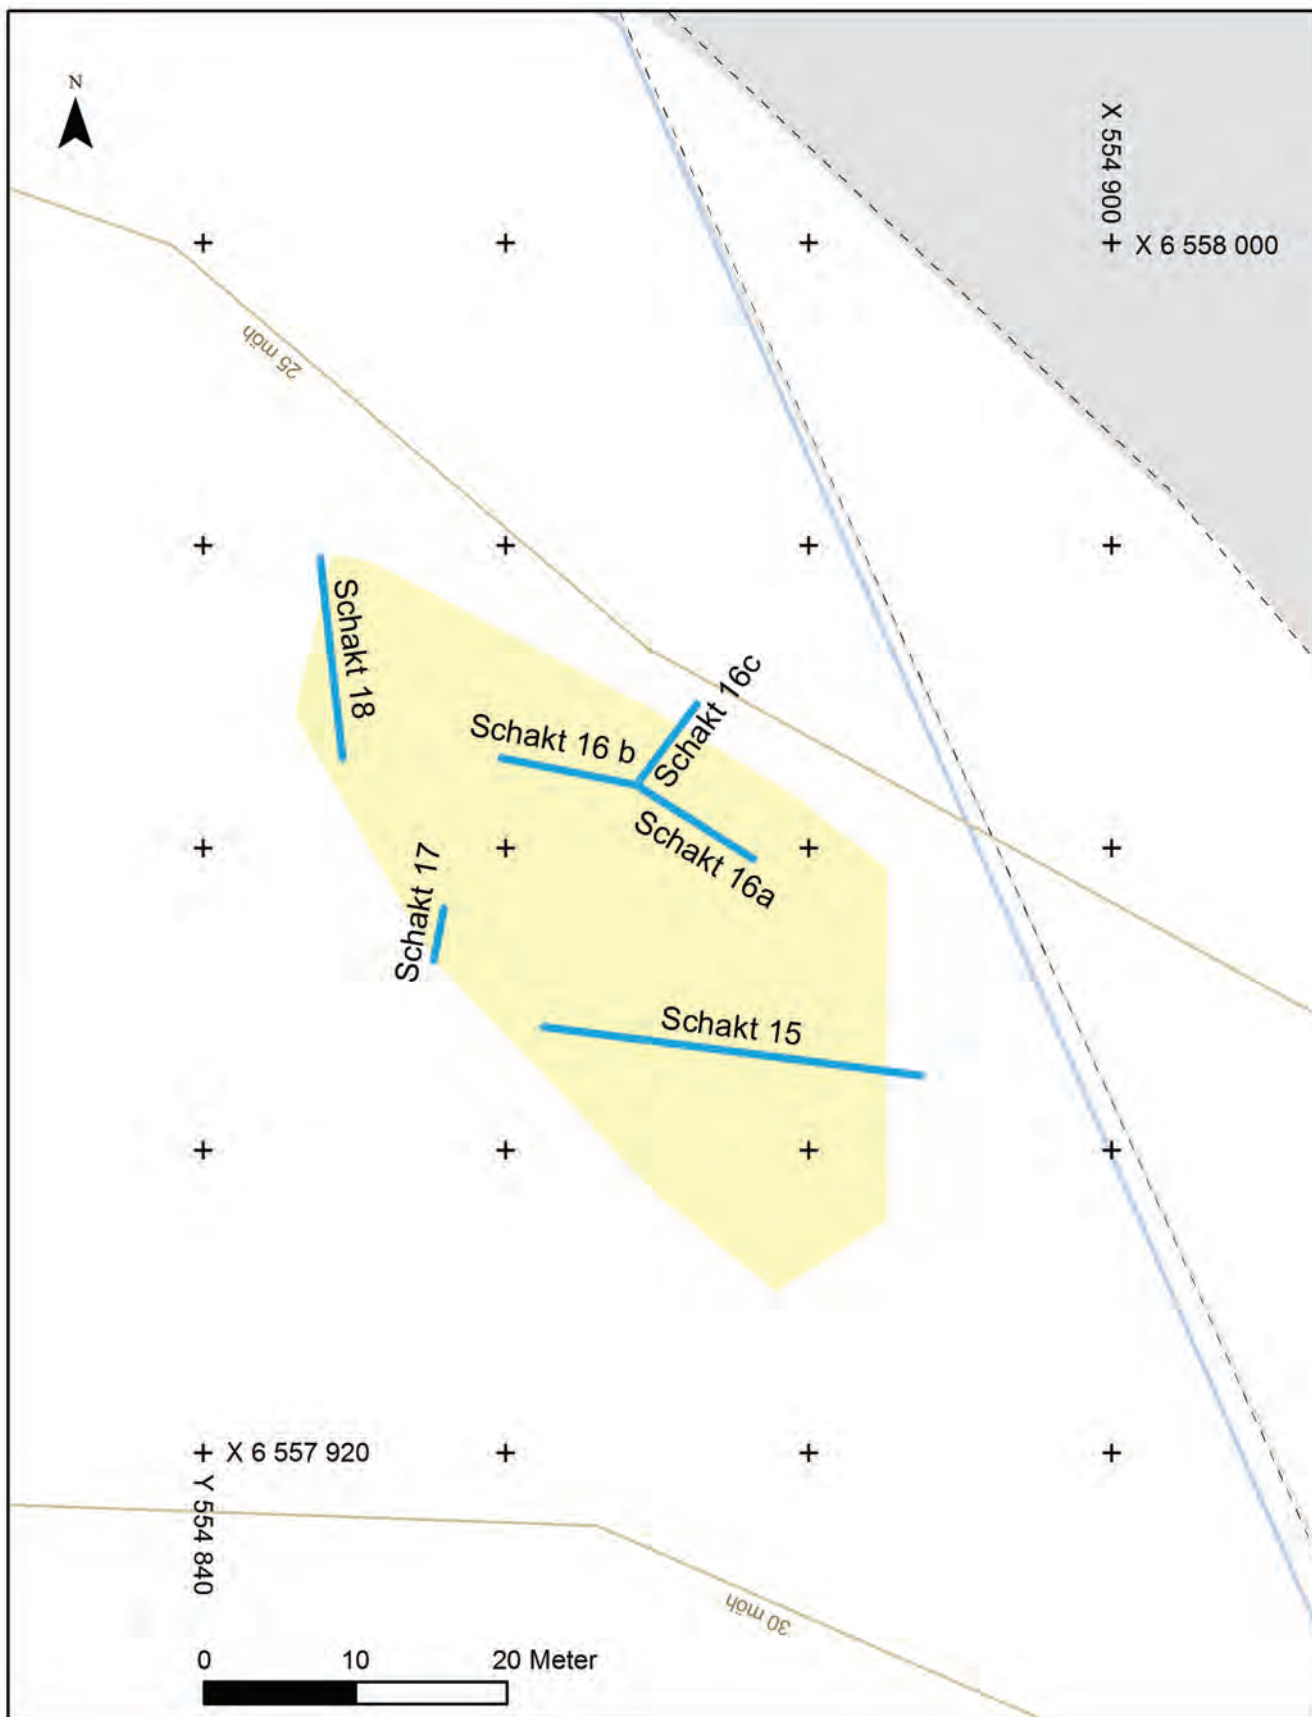 N
X 554 900
X 6 558 000
25 möh
Schakt 18
Schakt 16c
Schakt 16 b
Schakt 16a
Schakt 17
Schakt 15
X 6 557 920
Y 554 840
30 möh
0 10 20 Meter